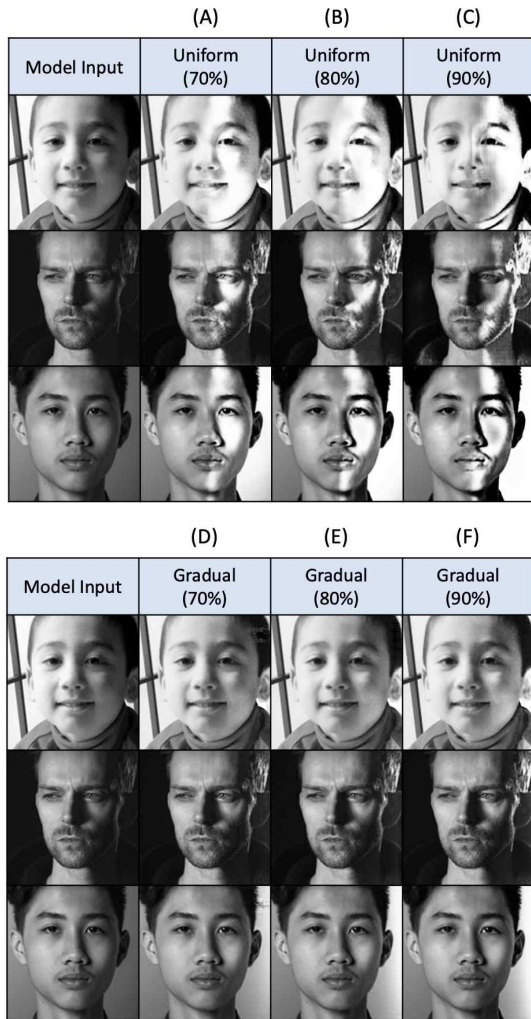 (A) (B) (C)
Model Input Uniform (70%) Uniform (80%) Uniform (90%)
(D) (E) (F)
Model Input Gradual (70%) Gradual (80%) Gradual (90%)